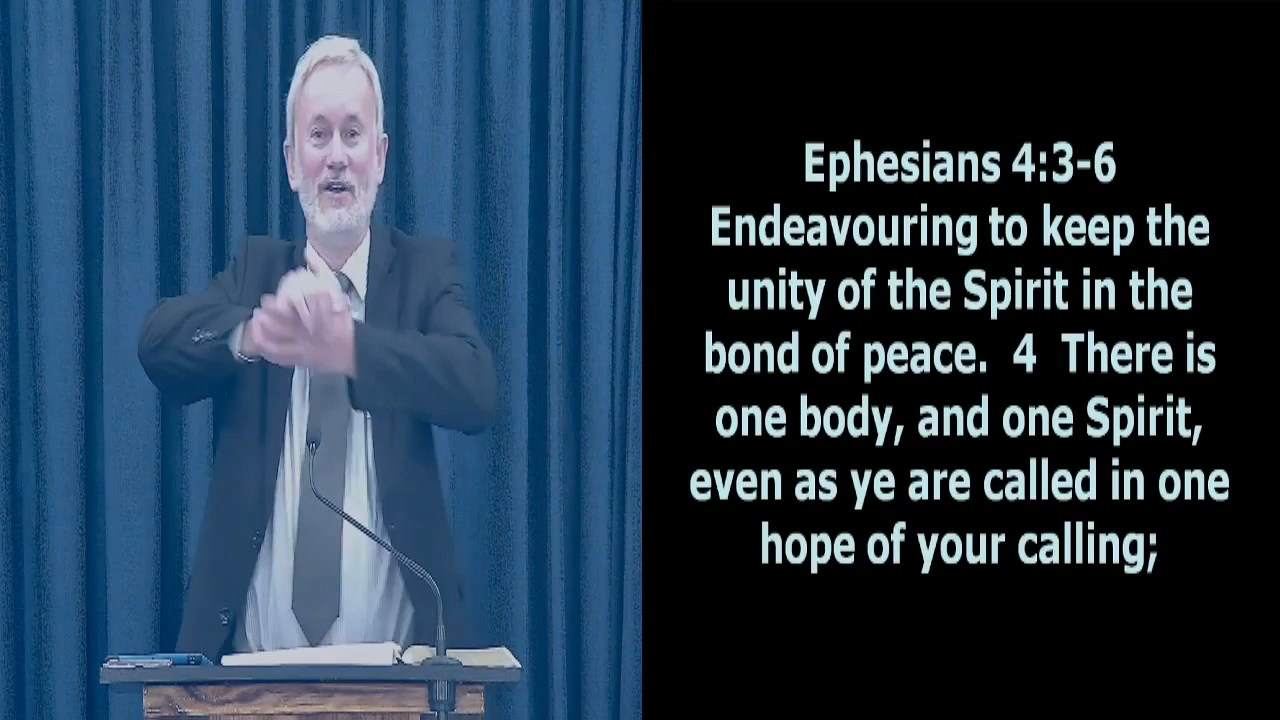 Ephesians 4:3-6
Endeavouring to keep the
unity of the Spirit in the
bond of peace.  4  There is
one body, and one Spirit,
even as ye are called in one
hope of your calling;